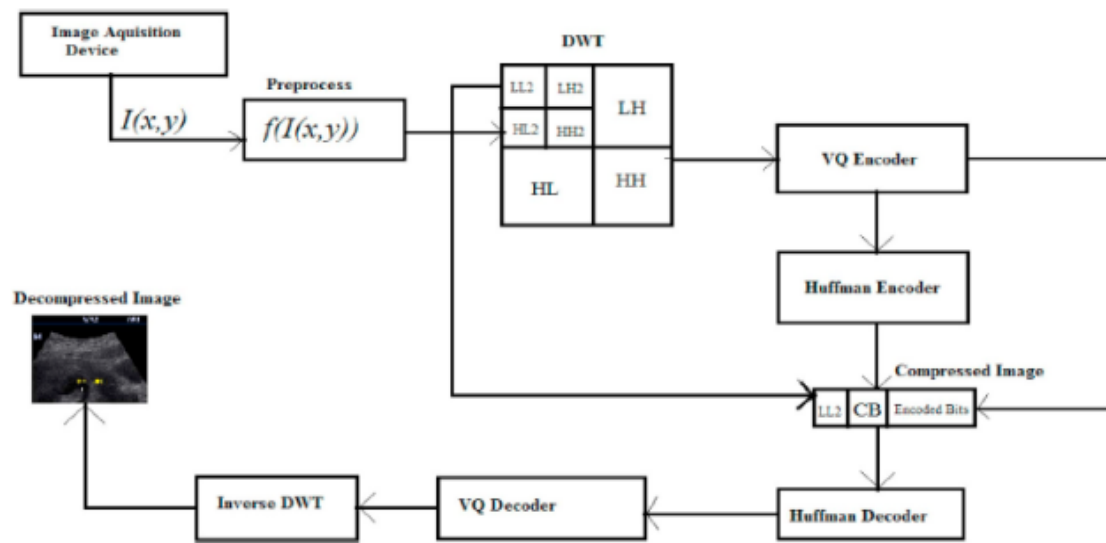 Image Aquisition
Device
DWT
Preprocess
LL2
LH2
LH
I(x,y)
f(I(x,y))
HL2
HH2
VQ Encoder
HL
HH
Huffman Encoder
Decompressed Image
Compressed Image
LL2
CB
Encoded Bits
Inverse DWT
VQ Decoder
Huffman Decoder